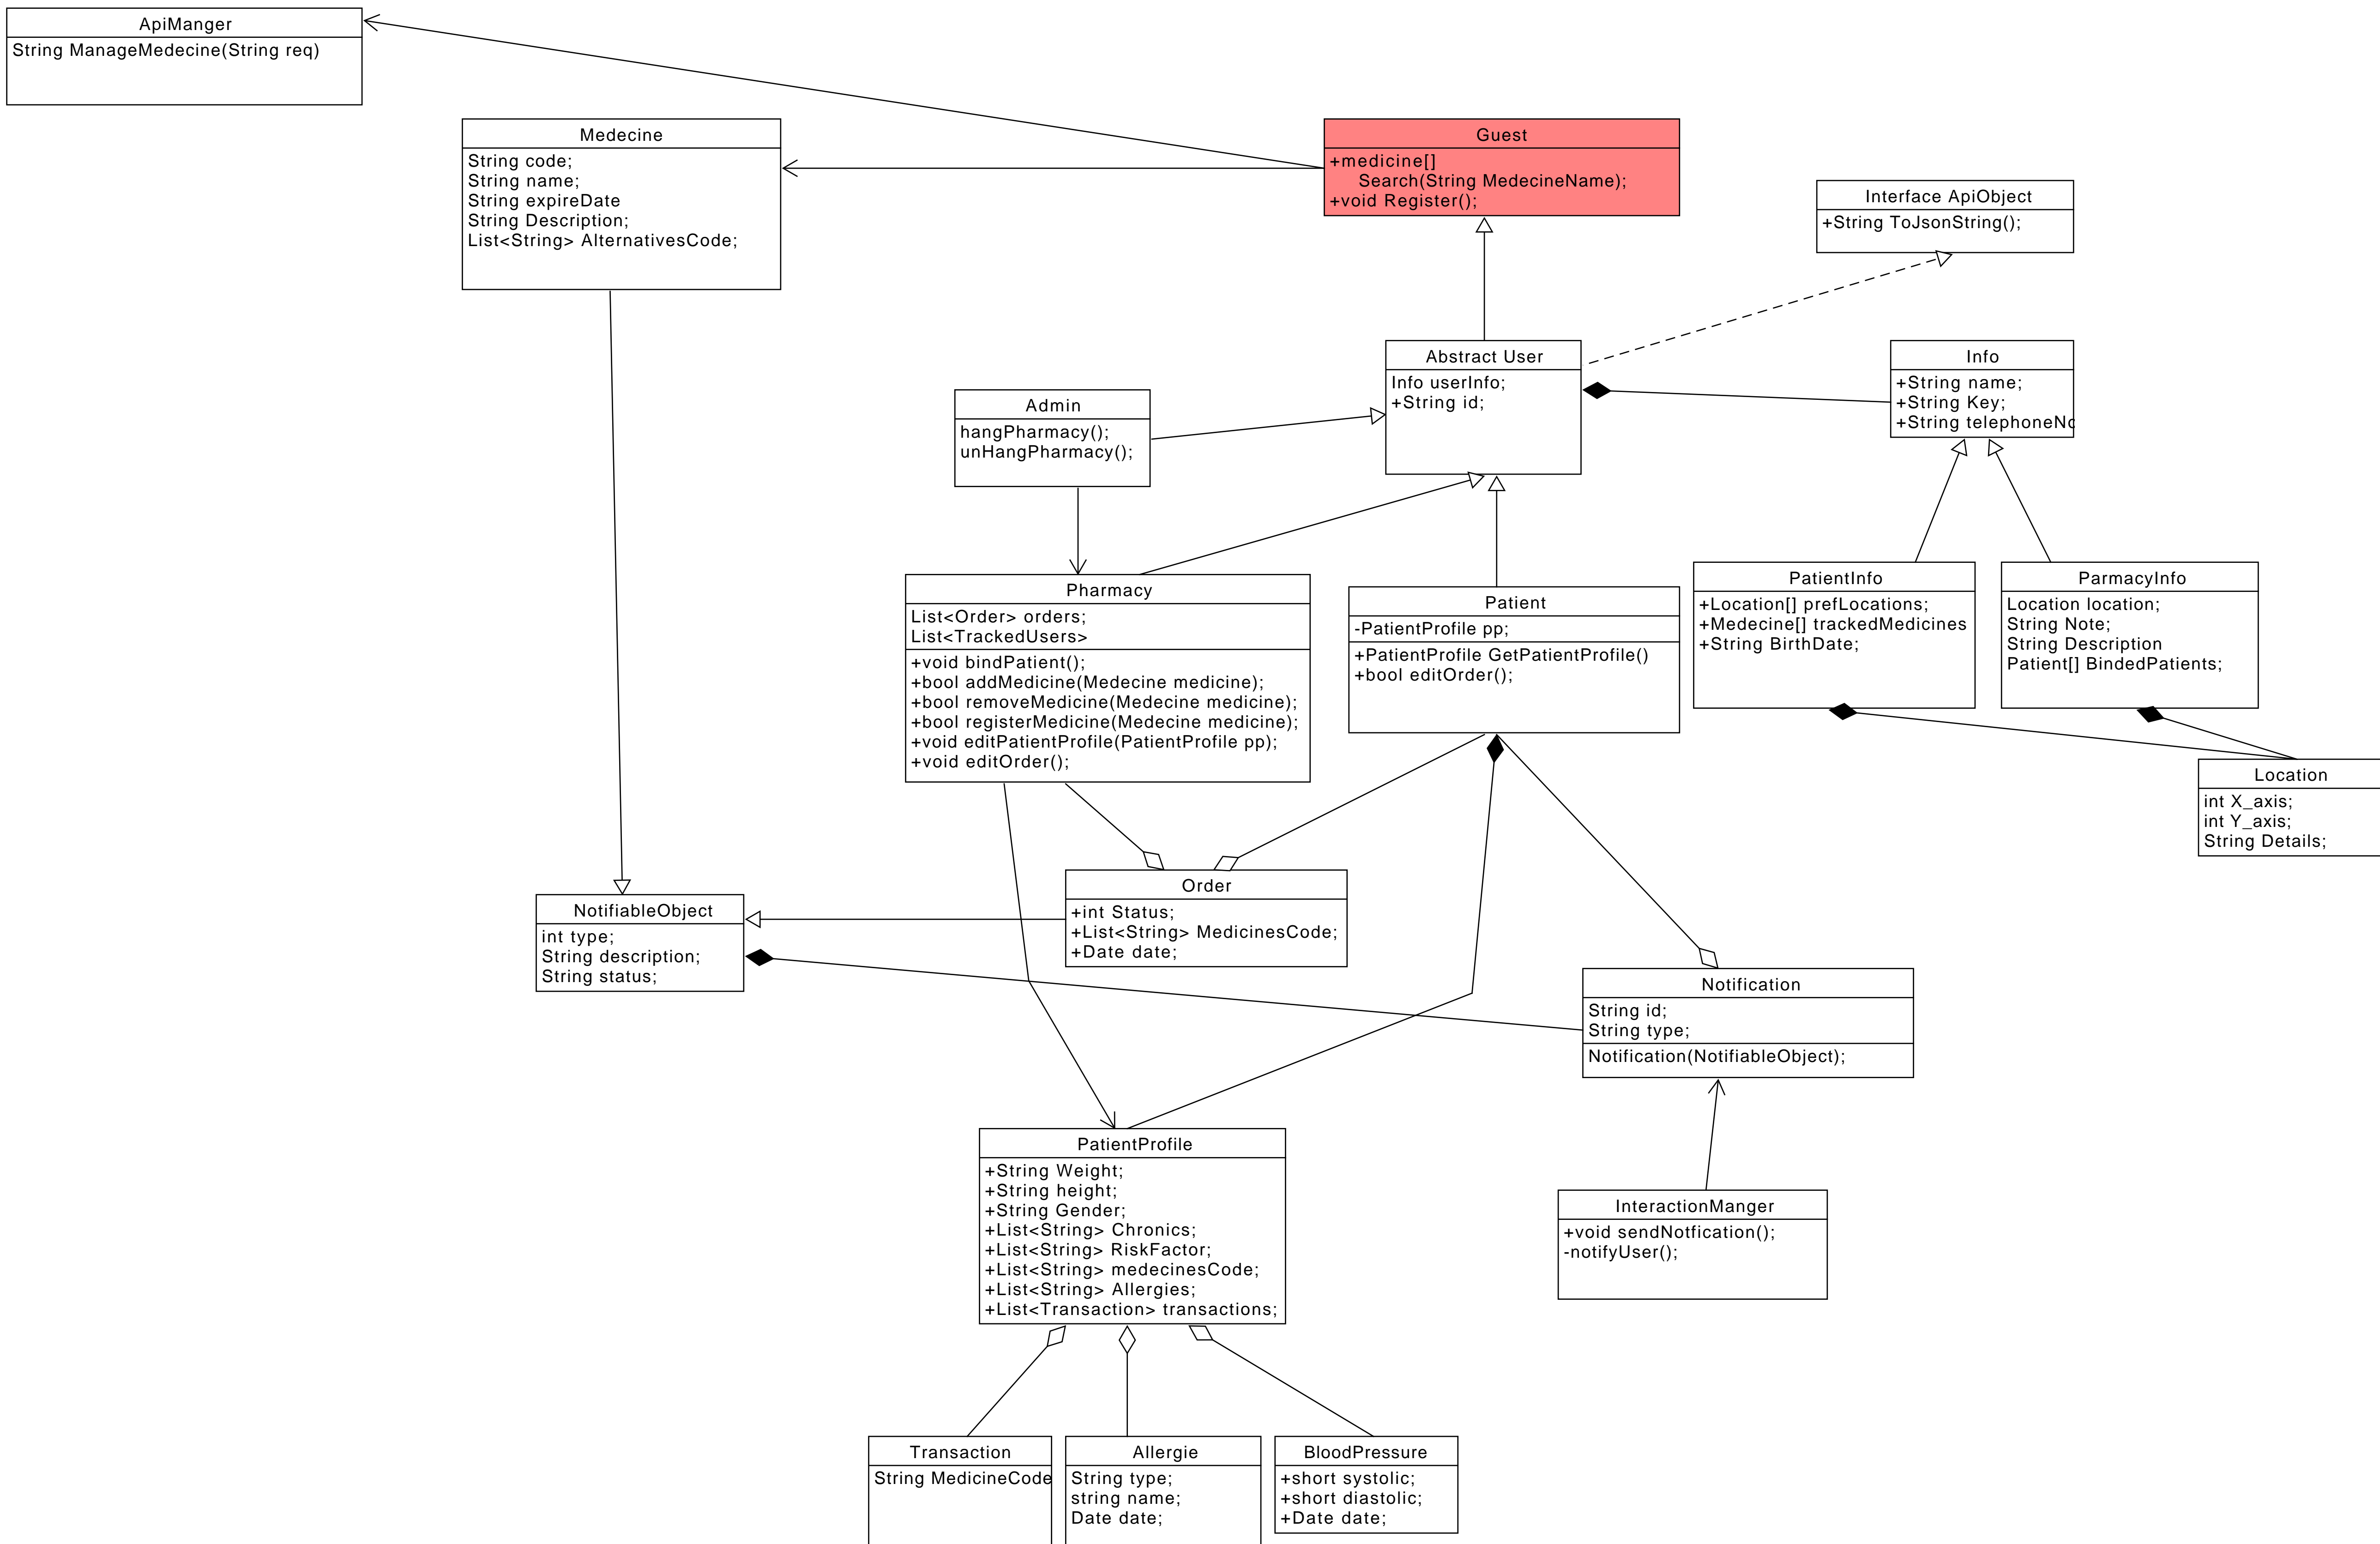 ApiManger
String ManageMedecine(String req)
Medecine
String code;
String name;
String expireDate
String Description;
List<String> AlternativesCode;
Guest
+medicine[]
Search(String MedecineName);
+void Register();
Interface ApiObject
+String ToJsonString();
Abstract User
Info userInfo;
+String id;
Info
+String name;
+String Key;
+String telephoneNo
Admin
hangPharmacy();
unHangPharmacy();
Pharmacy
List<Order> orders;
List<TrackedUsers>
+void bindPatient();
+bool addMedicine(Medecine medicine);
+bool removeMedicine(Medecine medicine);
+bool registerMedicine(Medecine medicine);
+void editPatientProfile(PatientProfile pp);
+void editOrder();
Patient
-PatientProfile pp;
+PatientProfile GetPatientProfile()
+bool editOrder();
PatientInfo
+Location[] prefLocations;
+Medecine[] trackedMedicines
+String BirthDate;
ParmacyInfo
Location location;
String Note;
String Description
Patient[] BindedPatients;
Location
int X_axis;
int Y_axis;
String Details;
NotifiableObject
int type;
String description;
String status;
Order
+int Status;
+List<String> MedicinesCode;
+Date date;
Notification
String id;
String type;
Notification(NotifiableObject);
PatientProfile
+String Weight;
+String height;
+String Gender;
+List<String> Chronics;
+List<String> RiskFactor;
+List<String> medecinesCode;
+List<String> Allergies;
+List<Transaction> transactions;
InteractionManger
+void sendNotfication();
-notifyUser();
Transaction
String MedicineCode
Allergie
String type;
string name;
Date date;
BloodPressure
+short systolic;
+short diastolic;
+Date date;